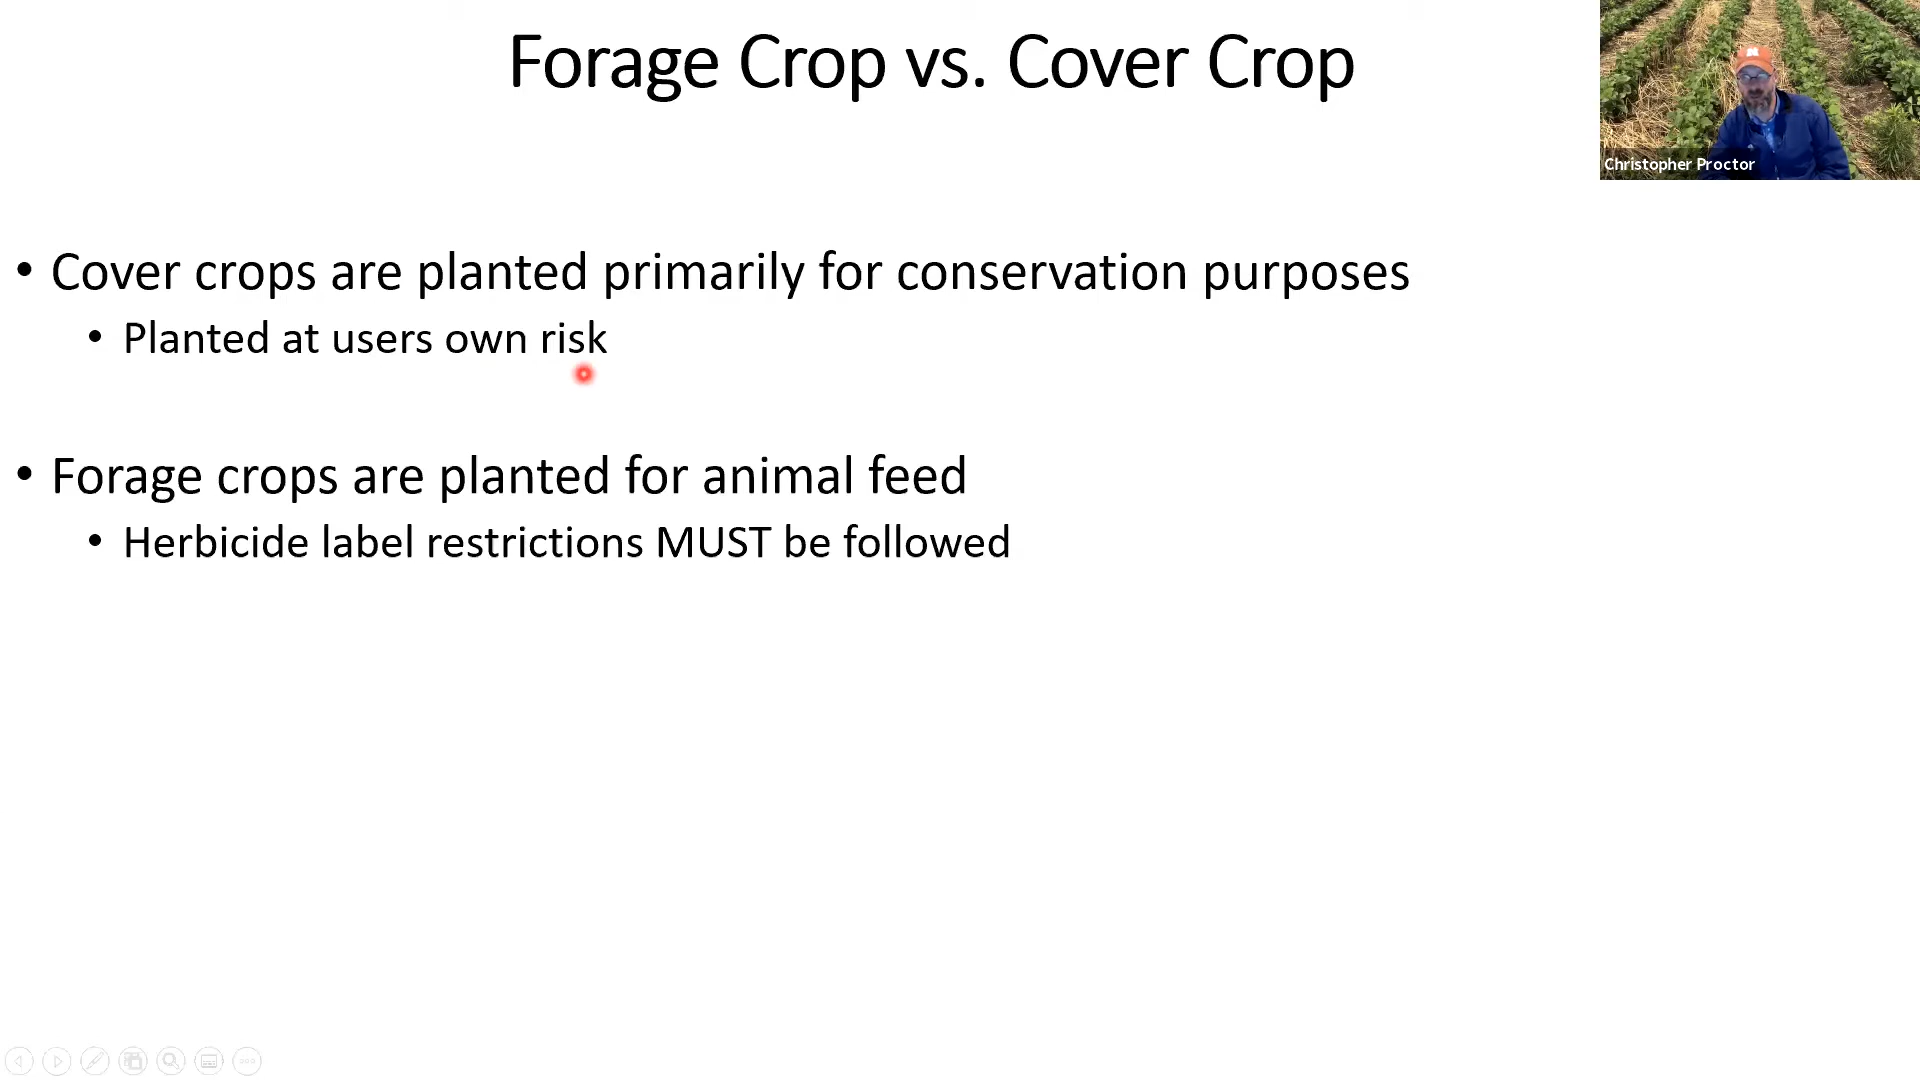 Forage Crop vs. Cover Crop
Christopher Proctor
• Cover crops are planted primarily for conservation purposes
• Planted at users own risk
• Forage crops are planted for animal feed
• Herbicide label restrictions MUST be followed